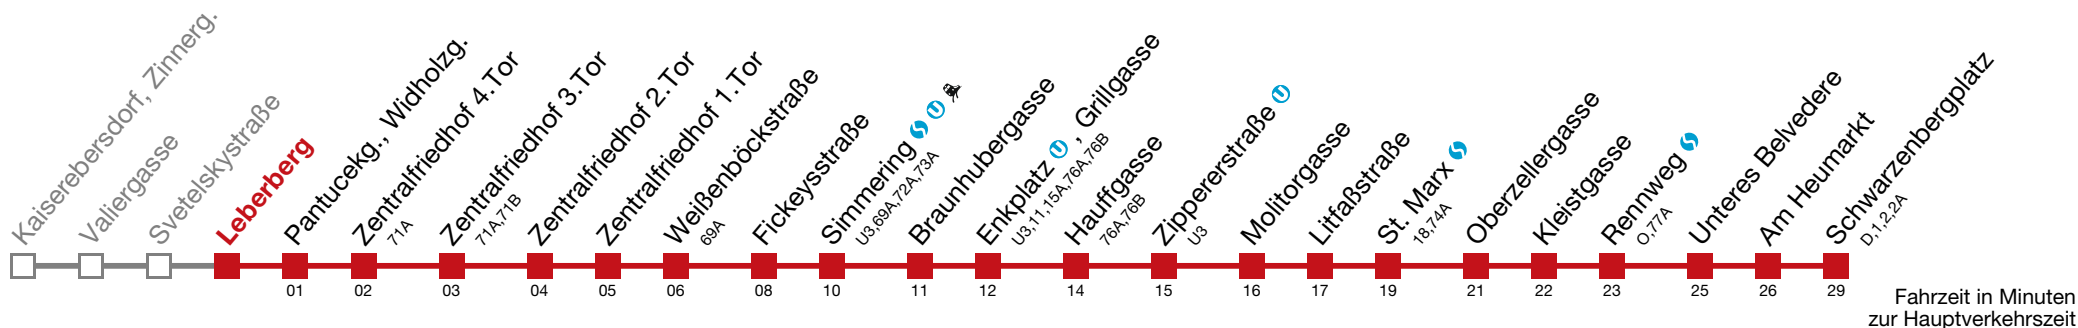 Kaiserebersdorf, Zinnerg.
Valiergasse
Svetelskystraße
Leberberg
Pantucekg., Widholzg.
01
Zentralfriedhof 4.Tor
71A
02
Zentralfriedhof 3.Tor
71A,71B
03
Zentralfriedhof 2.Tor
04
Zentralfriedhof 1.Tor
05
Weißenböckstraße
69A
06
Fickeysstraße
08
Simmering S U
U3,69A,72A,73A
10
Braunhubergasse
11
Enkplatz U , Grillgasse
U3,11,15A,76A,76B
12
Hauffgasse
76A,76B
14
Zippererstraße U
U3
15
Molitorgasse
16
Litfaßstraße
17
St. Marx S
18,74A
19
Oberzellergasse
21
Kleistgasse
22
Rennweg S
O,77A
23
Unteres Belvedere
25
Am Heumarkt
26
Schwarzenbergplatz
D,1,2,2A
29
Fahrzeit in Minuten
zur Hauptverkehrszeit